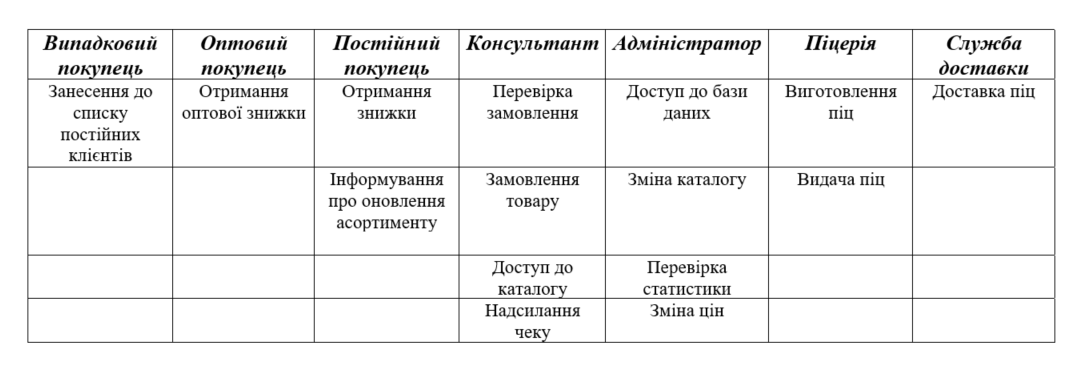 Випадковий покупець
Оптовий покупець
Постійний покупець
Консультант
Адміністратор
Піцерія
Служба доставки
Занесення до списку постійних клієнтів
Отримання оптової знижки
Отримання знижки
Перевірка замовлення
Доступ до бази даних
Виготовлення піц
Доставка піц
Інформування про оновлення асортименту
Замовлення товару
Зміна каталогу
Видача піц
Доступ до каталогу
Перевірка статистики
Надсилання чеку
Зміна цін